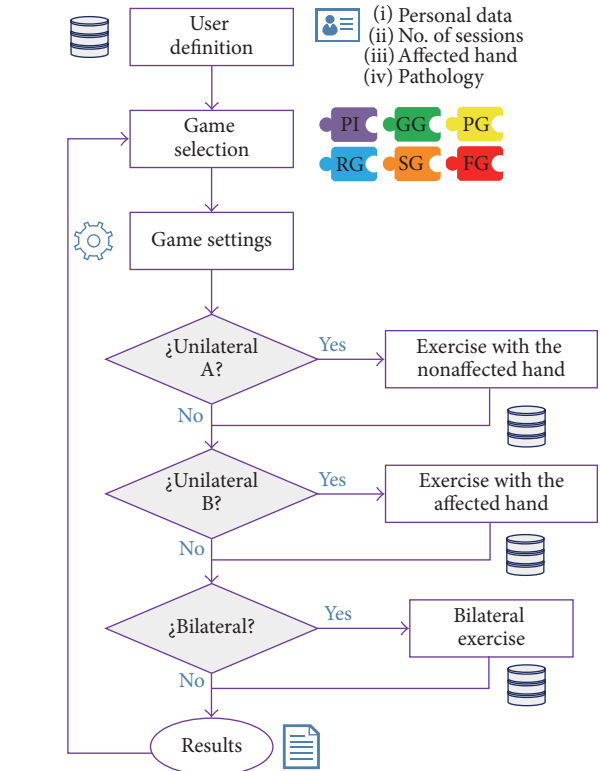 User
definition
(i) Personal data
(ii) No. of sessions
(iii) Affected hand
(iv) Pathology
Game
selection
PI GG PG
RG SG FG
Game settings
¿Unilateral
A?
Yes
Exercise with the
nonaffected hand
No
¿Unilateral
B?
Yes
Exercise with the
affected hand
No
¿Bilateral?
Yes
Bilateral
exercise
No
Results